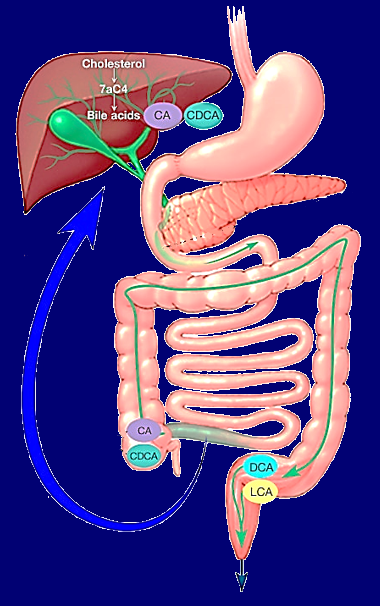 Cholesterol
7aC4
Bile acids CA CDCA
CA
CDCA
DCA
LCA